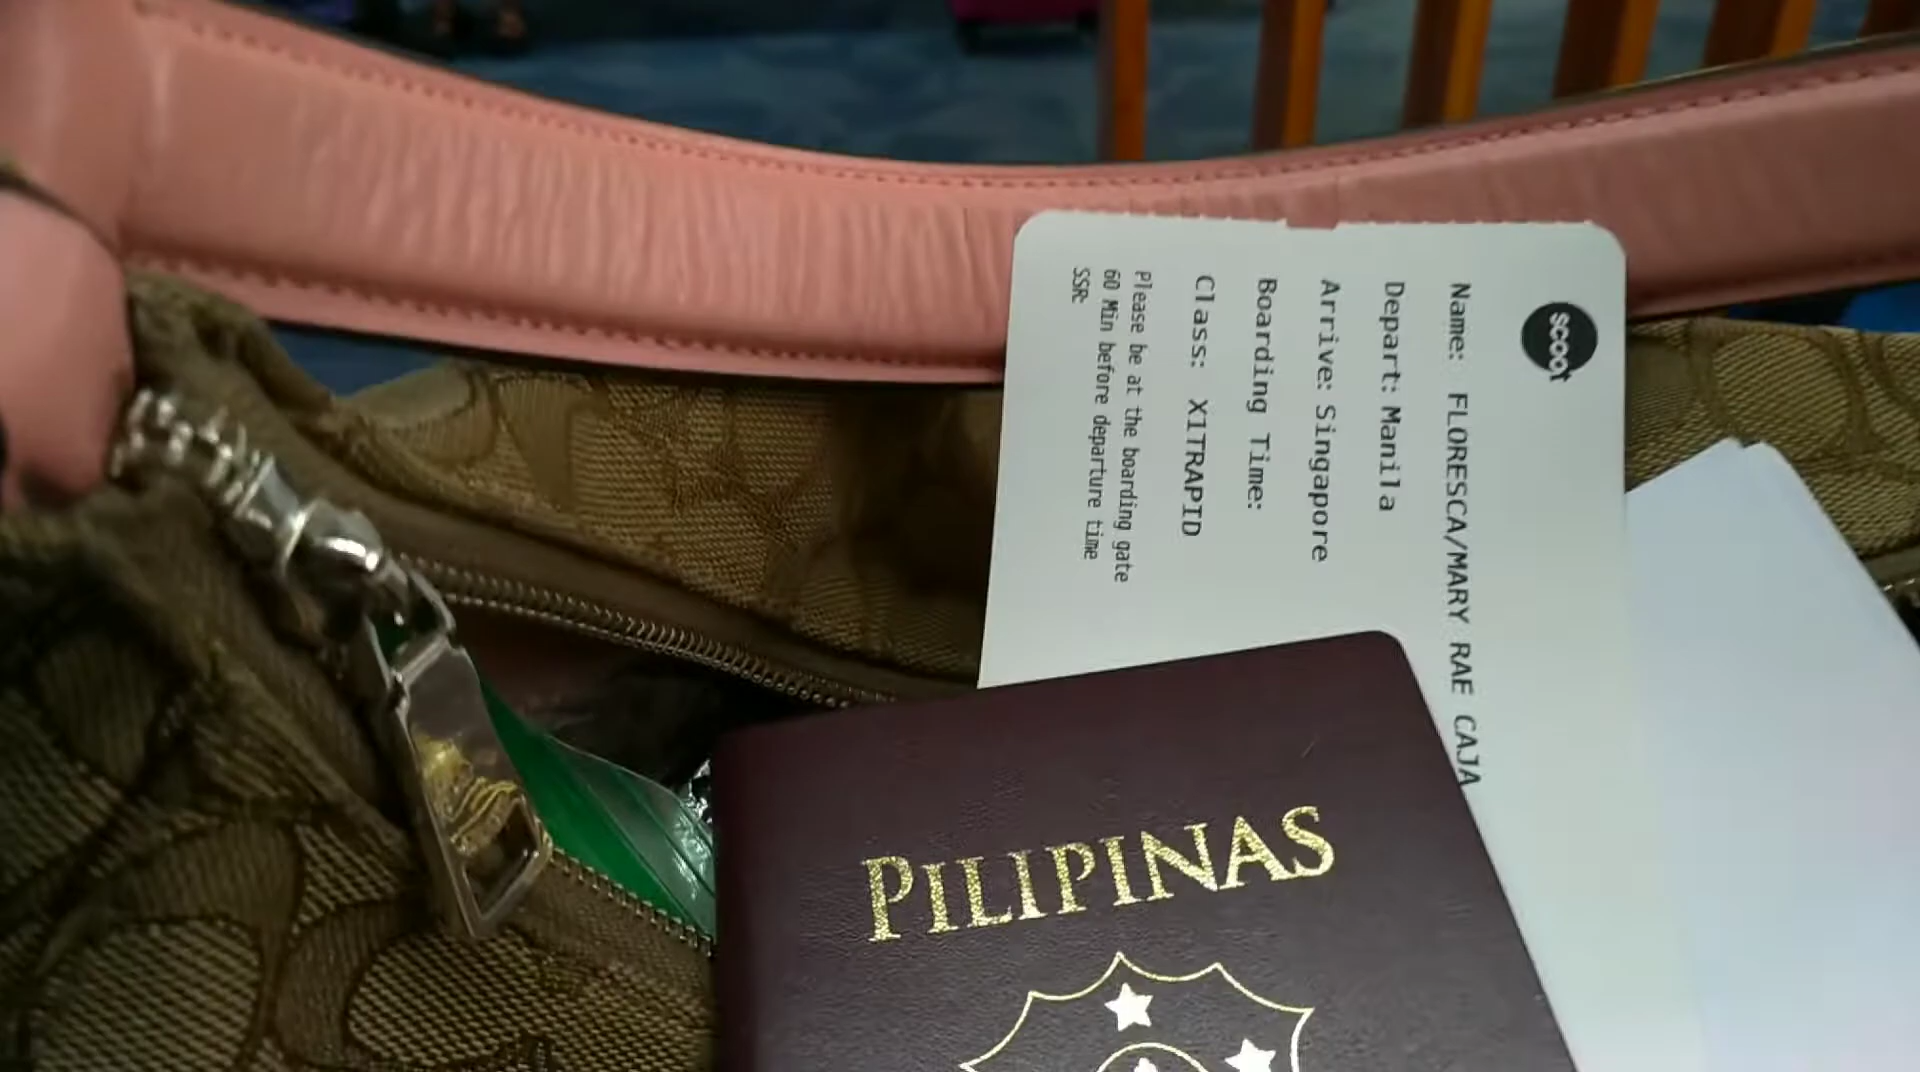 scoot
Name: FLORESCA/MARY RAE CAJA
Depart: Manila
Arrive: Singapore
Boarding Time:
Class: X1TRAPID
Please be at the boarding gate
60 Min before departure time
SSR:
PILIPINAS